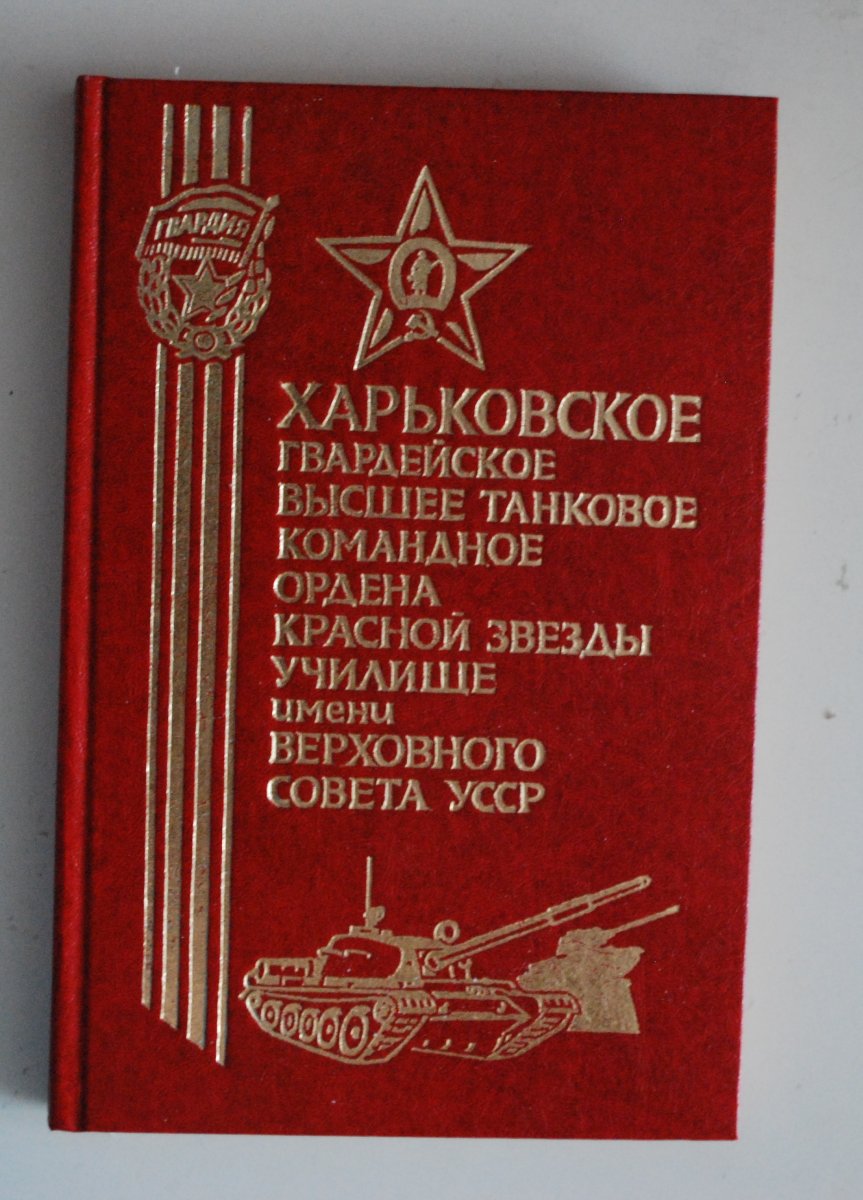 ГВАРДИЯ
ХАРЬКОВСКОЕ
ГВАРДЕЙСКОЕ
ВЫСШЕЕ ТАНКОВОЕ
КОМАНДНОЕ
ОРДЕНА
КРАСНОЙ ЗВЕЗДЫ
УЧИЛИЩЕ
имени
ВЕРХОВНОГО
СОВЕТА УССР